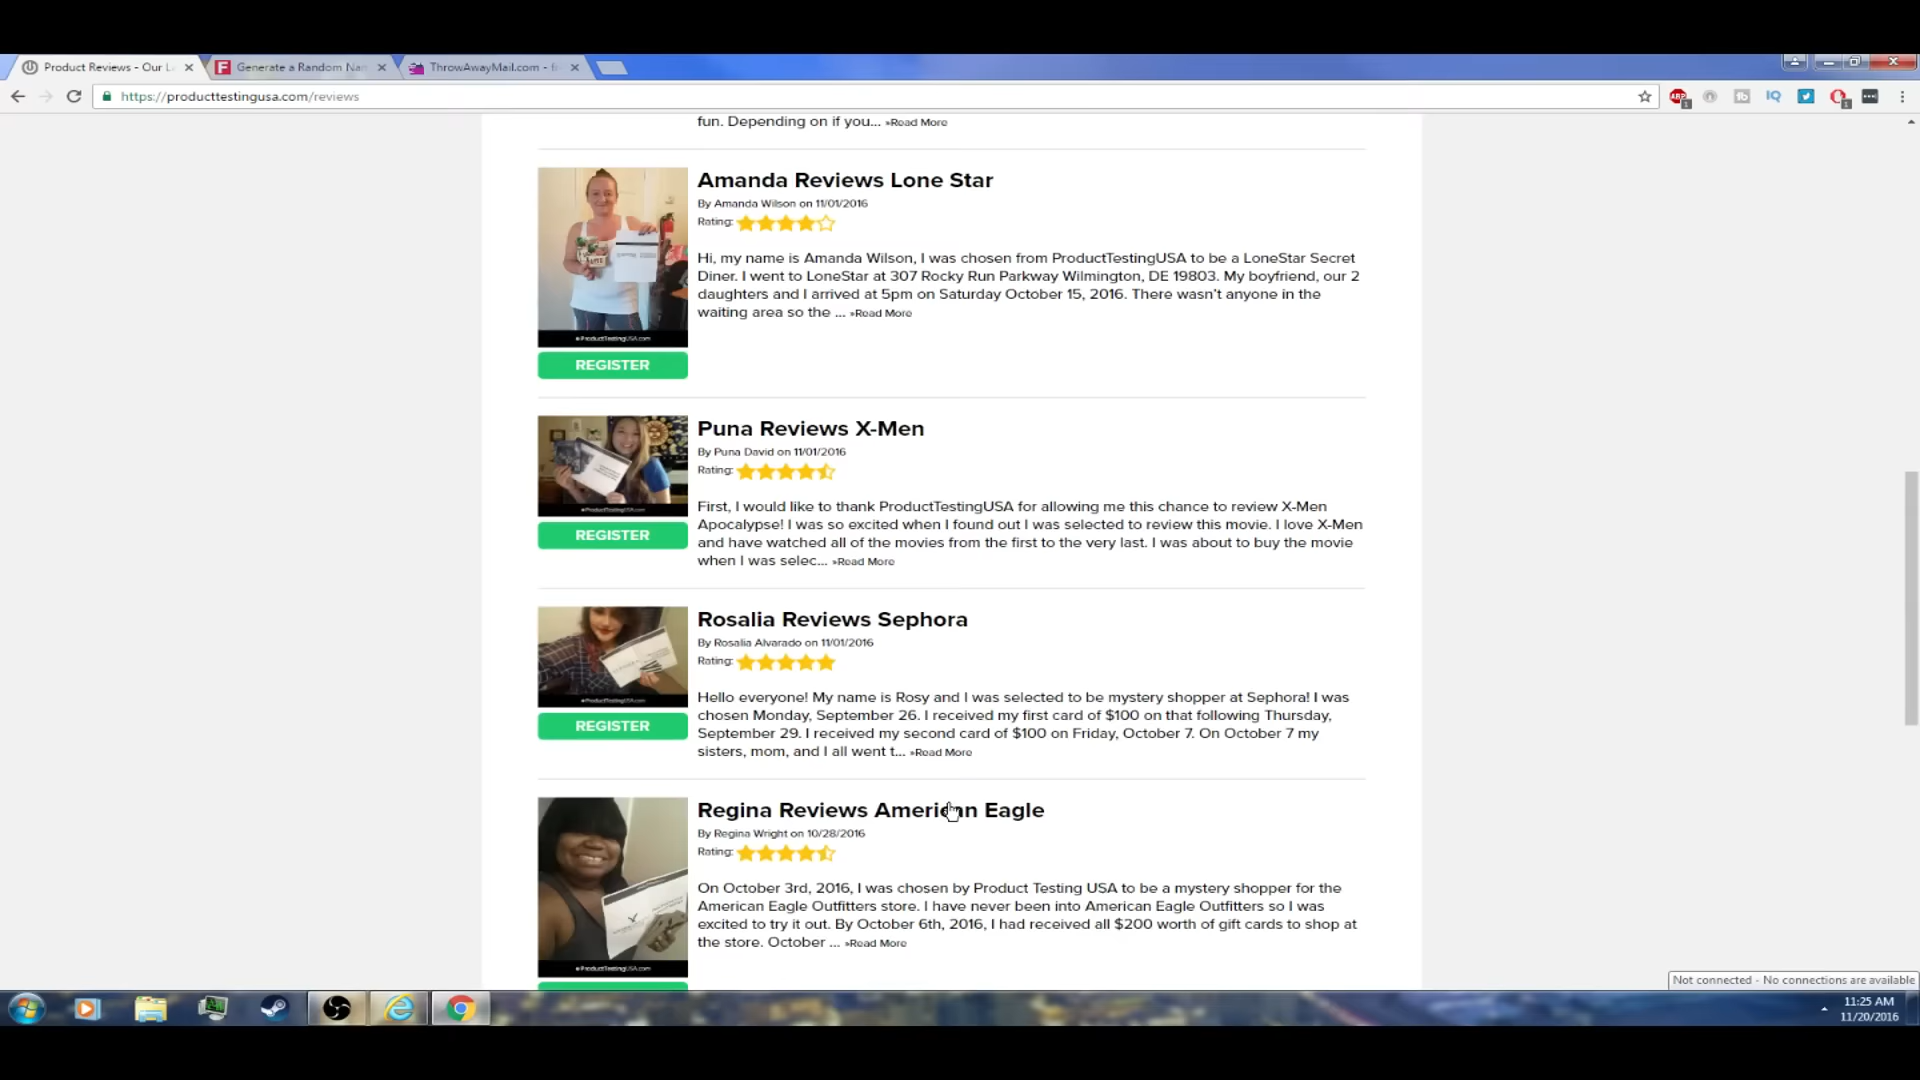 Product Reviews - Our L
Generate a Random Nam
ThrowAwayMail.com - fr
https://producttestingusa.com/reviews
fun. Depending on if you... »Read More
Amanda Reviews Lone Star
By Amanda Wilson on 11/01/2016
Rating:
Hi, my name is Amanda Wilson, I was chosen from ProductTestingUSA to be a LoneStar Secret
Diner. I went to LoneStar at 307 Rocky Run Parkway Wilmington, DE 19803. My boyfriend, our 2
daughters and I arrived at 5pm on Saturday October 15, 2016. There wasn't anyone in the
waiting area so the ... »Read More
ProductTestingUSA.com
REGISTER
Puna Reviews X-Men
By Puna David on 11/01/2016
Rating:
First, I would like to thank ProductTestingUSA for allowing me this chance to review X-Men
Apocalypse! I was so excited when I found out I was selected to review this movie. I love X-Men
and have watched all of the movies from the first to the very last. I was about to buy the movie
when I was selec... »Read More
ProductTestingUSA.com
REGISTER
Rosalia Reviews Sephora
By Rosalia Alvarado on 11/01/2016
Rating:
Hello everyone! My name is Rosy and I was selected to be mystery shopper at Sephora! I was
chosen Monday, September 26. I received my first card of $100 on that following Thursday,
September 29. I received my second card of $100 on Friday, October 7. On October 7 my
sisters, mom, and I all went t... »Read More
ProductTestingUSA.com
REGISTER
Regina Reviews American Eagle
By Regina Wright on 10/28/2016
Rating:
On October 3rd, 2016, I was chosen by Product Testing USA to be a mystery shopper for the
American Eagle Outfitters store. I have never been into American Eagle Outfitters so I was
excited to try it out. By October 6th, 2016, I had received all $200 worth of gift cards to shop at
the store. October ... »Read More
ProductTestingUSA.com
Not connected - No connections are available
11:25 AM
11/20/2016